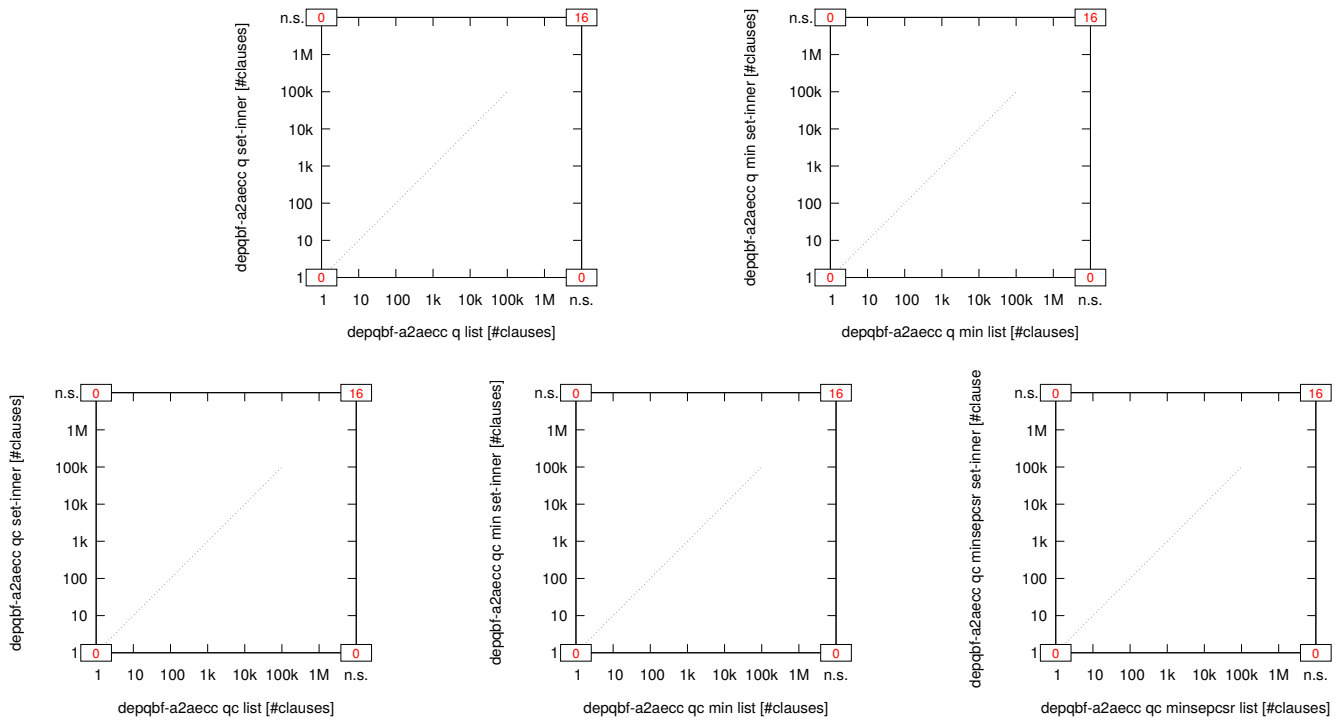 depqbf-a2aecc q set-inner [#clauses]
n.s. 0 16
1M
100k
10k
1k
100
10
1 0 0
1 10 100 1k 10k 100k 1M n.s.
depqbf-a2aecc q list [#clauses]
depqbf-a2aecc q min set-inner [#clauses]
n.s. 0 16
1M
100k
10k
1k
100
10
1 0 0
1 10 100 1k 10k 100k 1M n.s.
depqbf-a2aecc q min list [#clauses]
depqbf-a2aecc qc set-inner [#clauses]
n.s. 0 16
1M
100k
10k
1k
100
10
1 0 0
1 10 100 1k 10k 100k 1M n.s.
depqbf-a2aecc qc list [#clauses]
depqbf-a2aecc qc min set-inner [#clauses]
n.s. 0 16
1M
100k
10k
1k
100
10
1 0 0
1 10 100 1k 10k 100k 1M n.s.
depqbf-a2aecc qc min list [#clauses]
depqbf-a2aecc qc minsepcsr set-inner [#clause
n.s. 0 16
1M
100k
10k
1k
100
10
1 0 0
1 10 100 1k 10k 100k 1M n.s.
depqbf-a2aecc qc minsepcsr list [#clauses]